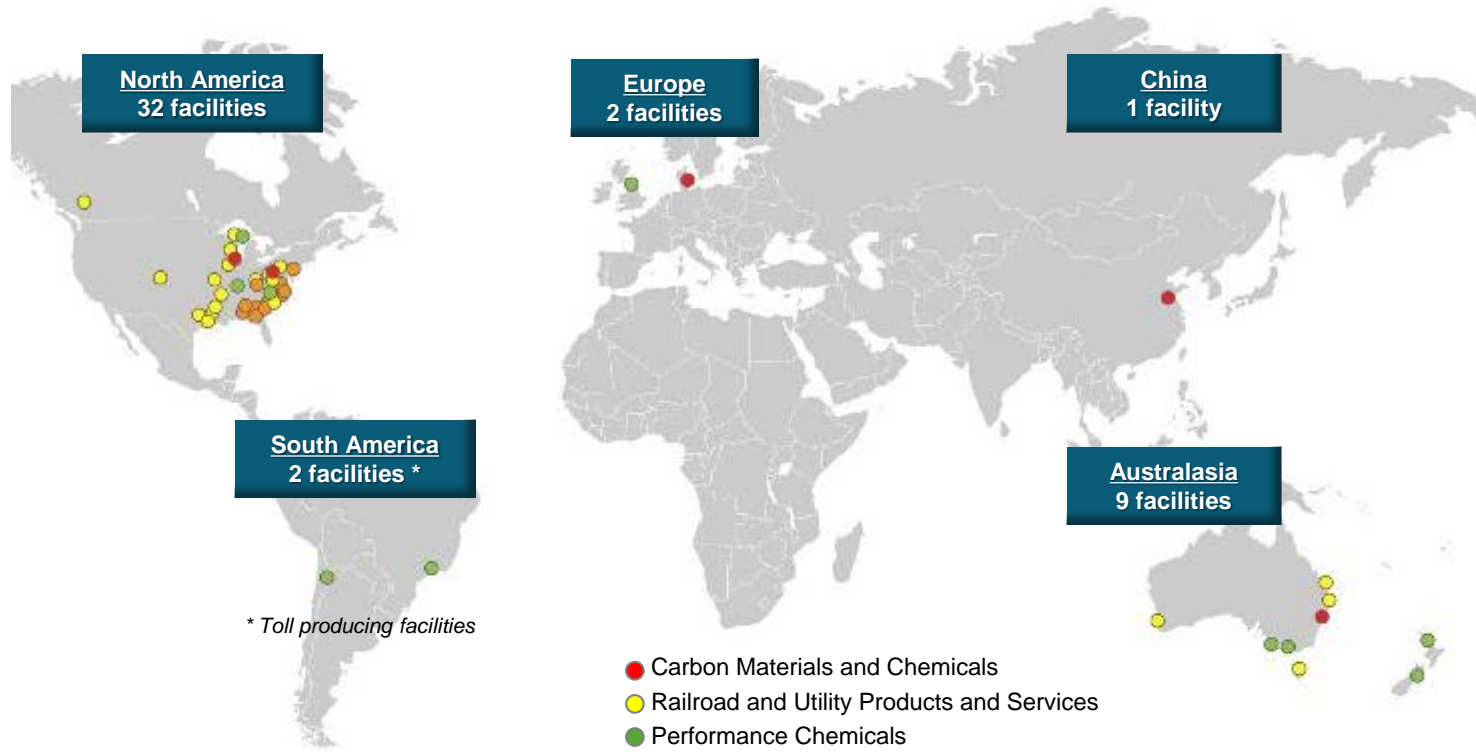 North America
32 facilities
Europe
2 facilities
China
1 facility
South America
2 facilities *
Australasia
9 facilities
* Toll producing facilities
Carbon Materials and Chemicals
Railroad and Utility Products and Services
Performance Chemicals